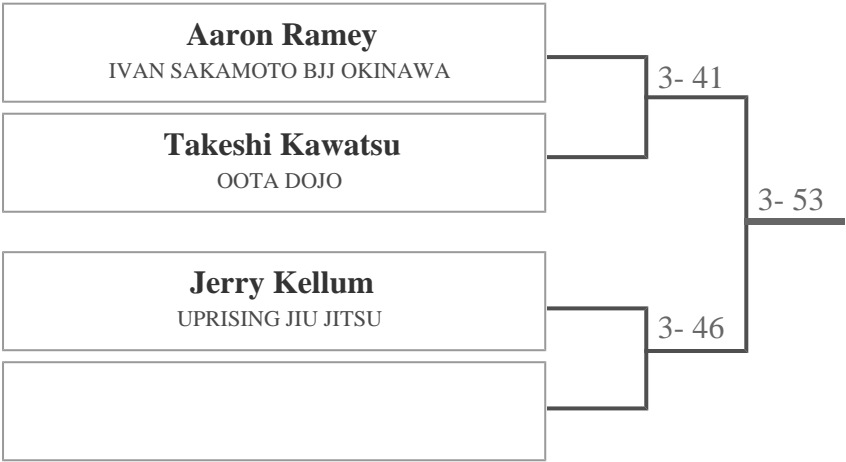 Aaron Ramey
IVAN SAKAMOTO BJJ OKINAWA
3- 41
Takeshi Kawatsu
OOTA DOJO
3- 53
Jerry Kellum
UPRISING JIU JITSU
3- 46